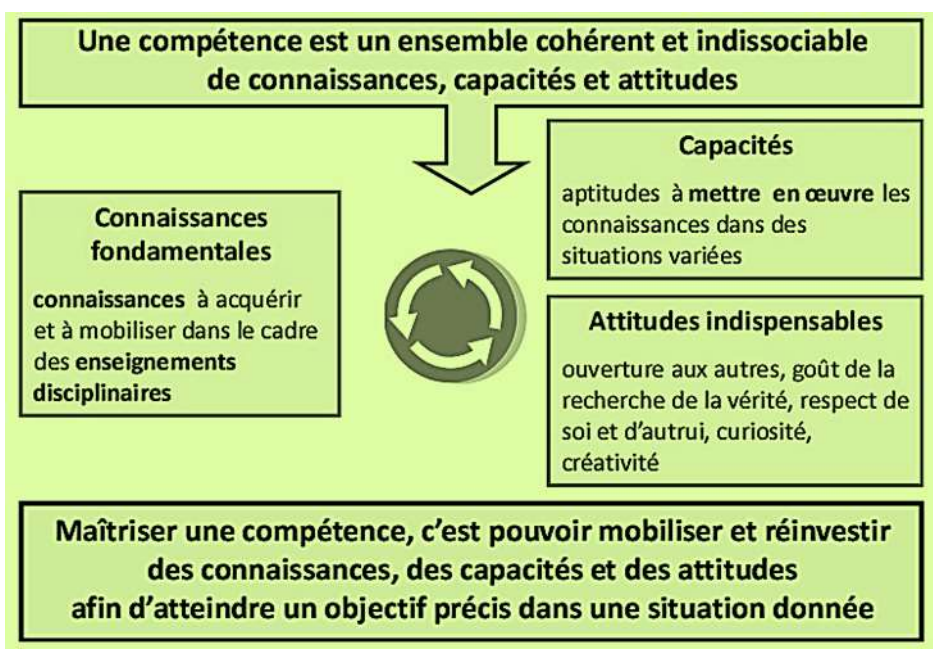 Une compétence est un ensemble cohérent et indissociable
de connaissances, capacités et attitudes
Connaissances
fondamentales
connaissances à acquérir
et à mobiliser dans le cadre
des enseignements
disciplinaires
Capacités
aptitudes à mettre en œuvre les
connaissances dans des
situations variées
Attitudes indispensables
ouverture aux autres, goût de la
recherche de la vérité, respect de
soi et d’autrui, curiosité,
créativité
Maîtriser une compétence, c’est pouvoir mobiliser et réinvestir
des connaissances, des capacités et des attitudes
afin d’atteindre un objectif précis dans une situation donnée